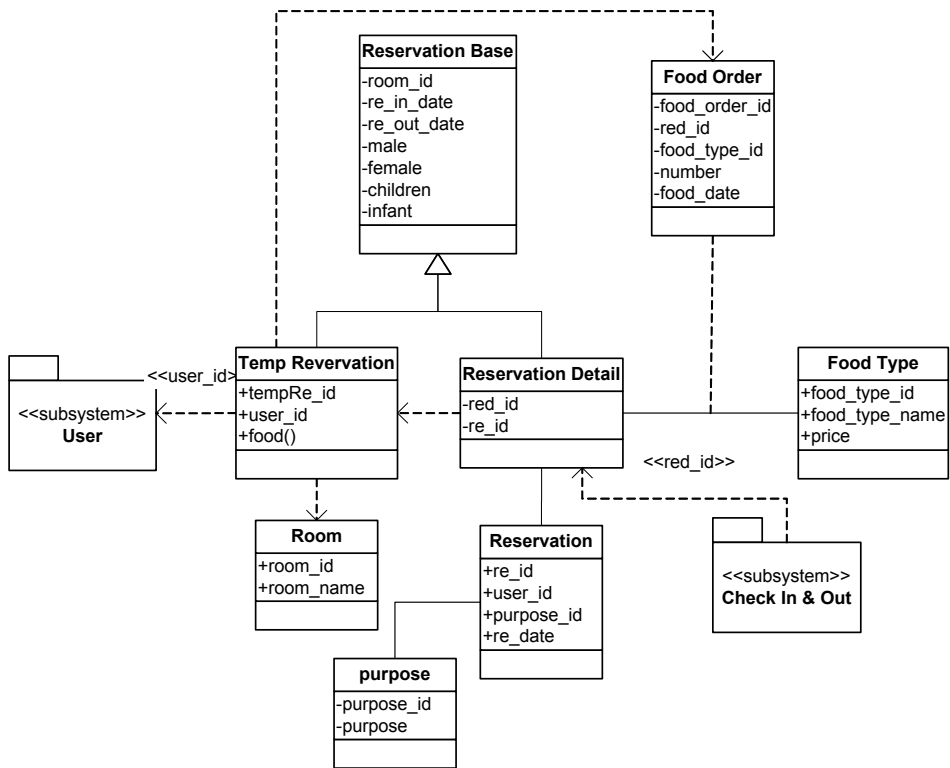 Reservation Base
-room_id
-re_in_date
-re_out_date
-male
-female
-children
-infant
Food Order
-food_order_id
-red_id
-food_type_id
-number
-food_date
<<subsystem>>
User
<<user_id>
Temp Revervation
+tempRe_id
+user_id
+food()
Reservation Detail
-red_id
-re_id
Food Type
+food_type_id
+food_type_name
+price
<<red_id>>
Room
+room_id
+room_name
Reservation
+re_id
+user_id
+purpose_id
+re_date
<<subsystem>>
Check In & Out
purpose
-purpose_id
-purpose